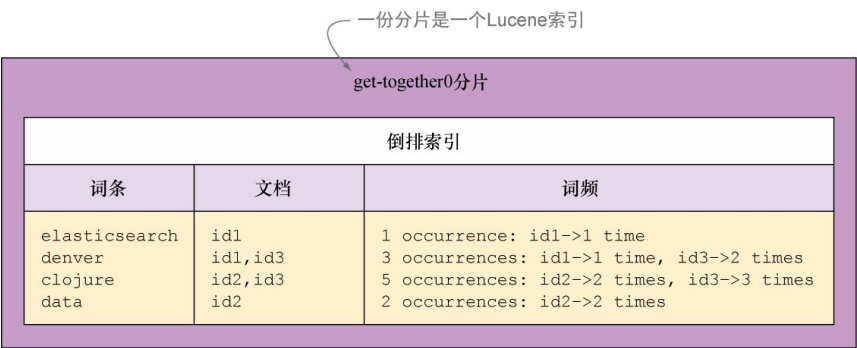 一份分片是一个Lucene索引
get-together0分片
倒排索引
词条 文档 词频
elasticsearch id1 1 occurrence: id1->1 time
denver id1,id3 3 occurrences: id1->1 time, id3->2 times
clojure id2,id3 5 occurrences: id2->2 times, id3->3 times
data id2 2 occurrences: id2->2 times